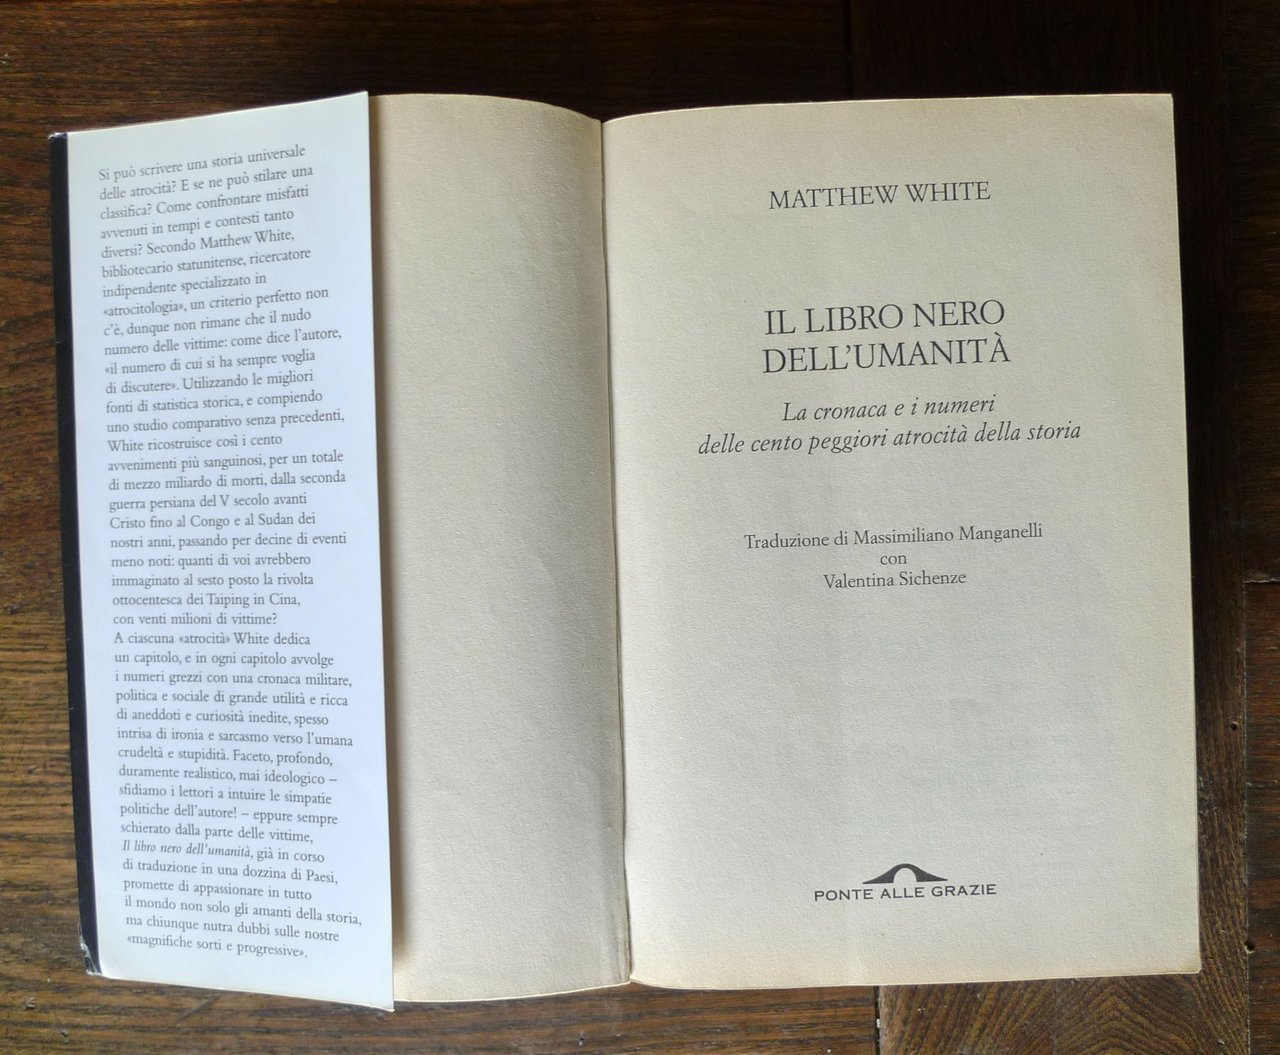 Si può scrivere una storia universale
delle atrocità? E se ne può stilare una
classifica? Come confrontare misfatti
avvenuti in tempi e contesti tanto
diversi? Secondo Matthew White,
bibliotecario statunitense, ricercatore
indipendente specializzato in
«atrocitologia», un criterio perfetto non
c'è, dunque non rimane che il nudo
numero delle vittime: come dice l'autore,
«il numero di cui si ha sempre voglia
di discutere». Utilizzando le migliori
fonti di statistica storica, e compiendo
uno studio comparativo senza precedenti,
White ricostruisce così i cento
avvenimenti più sanguinosi, per un totale
di mezzo miliardo di morti, dalla seconda
guerra persiana del V secolo avanti
Cristo fino al Congo e al Sudan dei
nostri anni, passando per decine di eventi
meno noti: quanti di voi avrebbero
immaginato al sesto posto la rivolta
ottocentesca dei Taiping in Cina,
con venti milioni di vittime?
A ciascuna «atrocità» White dedica
un capitolo, e in ogni capitolo avvolge
i numeri grezzi con una cronaca militare,
politica e sociale di grande utilità e ricca
di aneddoti e curiosità inedite, spesso
intrisa di ironia e sarcasmo verso l'umana
crudeltà e stupidità. Faceto, profondo,
duramente realistico, mai ideologico –
sfidiamo i lettori a intuire le simpatie
politiche dell'autore! – eppure sempre
schierato dalla parte delle vittime,
Il libro nero dell'umanità, già in corso
di traduzione in una dozzina di Paesi,
promette di appassionare in tutto
il mondo non solo gli amanti della storia,
ma chiunque nutra dubbi sulle nostre
«magnifiche sorti e progressive».
MATTHEW WHITE
IL LIBRO NERO
DELL'UMANITÀ
La cronaca e i numeri
delle cento peggiori atrocità della storia
Traduzione di Massimiliano Manganelli
con
Valentina Sichenze
PONTE ALLE GRAZIE